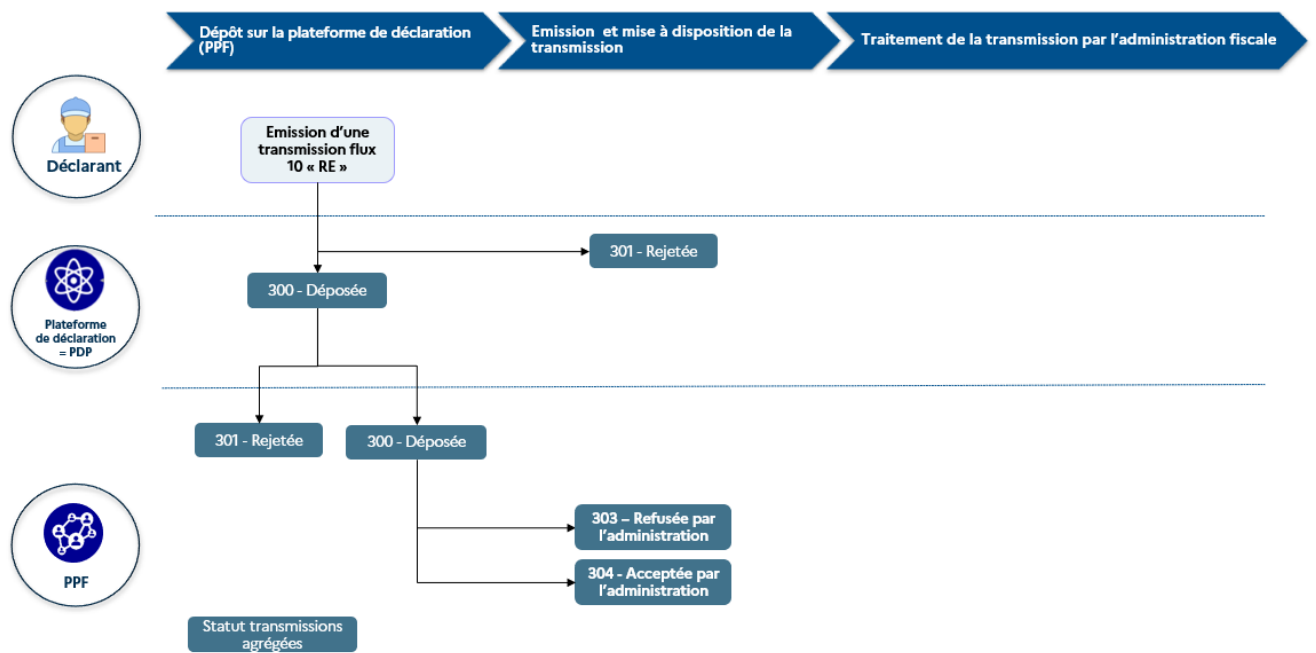 Dépôt sur la plateforme de déclaration
(PPF)
Emission et mise à disposition de la
transmission
Traitement de la transmission par l'administration fiscale
Déclarant
Emission d'une
transmission flux
10 « RE »
301 - Rejetée
300 - Déposée
Plateforme
de déclaration
= PDP
301 - Rejetée
300 - Déposée
303 – Refusée par
l'administration
304 - Acceptée par
l'administration
PPF
Statut transmissions
agrégées